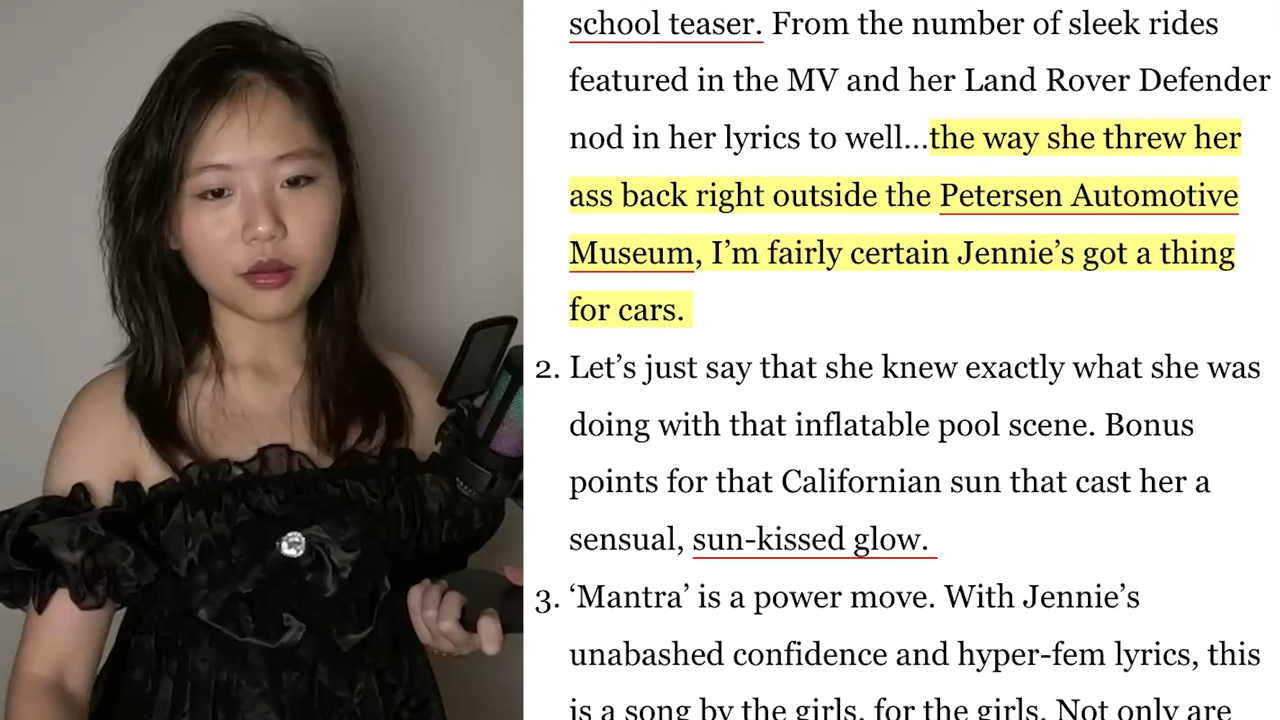 school teaser. From the number of sleek rides
featured in the MV and her Land Rover Defender
nod in her lyrics to well...the way she threw her
ass back right outside the Petersen Automotive
Museum, I’m fairly certain Jennie’s got a thing
for cars.
2. Let’s just say that she knew exactly what she was
doing with that inflatable pool scene. Bonus
points for that Californian sun that cast her a
sensual, sun-kissed glow.
3. ‘Mantra’ is a power move. With Jennie’s
unabashed confidence and hyper-fem lyrics, this
is a song by the girls, for the girls. Not only are